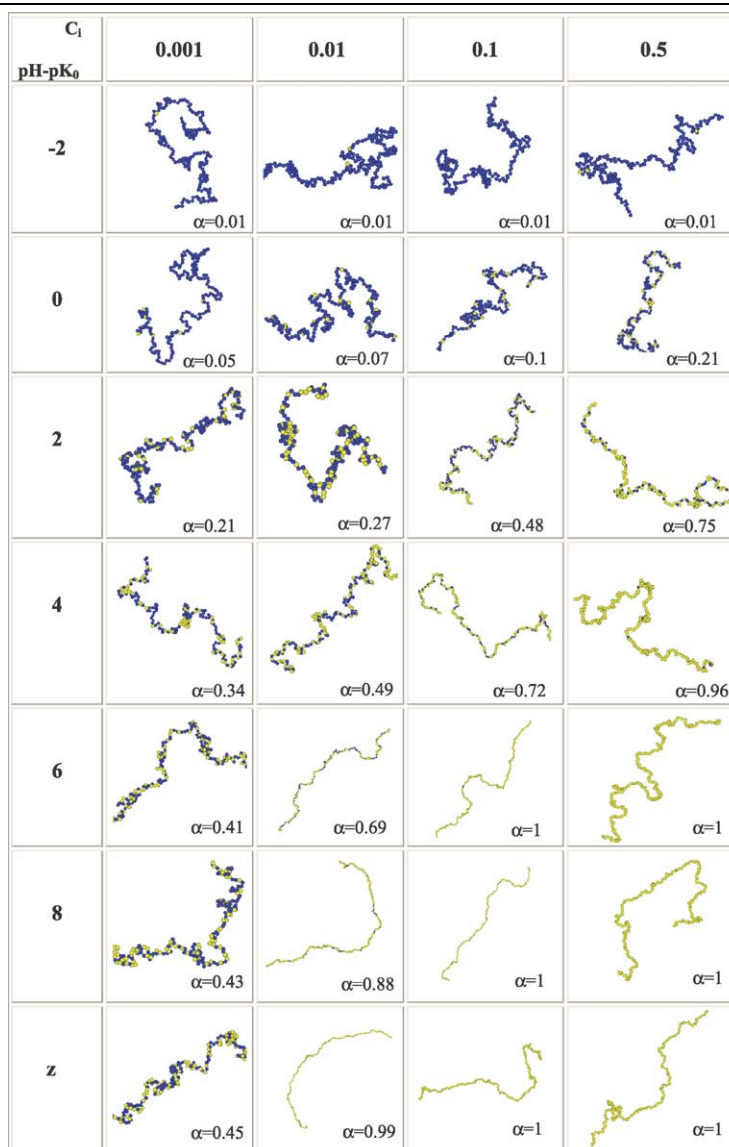 Cᵢ
pH-pK₀
0.001
0.01
0.1
0.5
-2
α=0.01
α=0.01
α=0.01
α=0.01
0
α=0.05
α=0.07
α=0.1
α=0.21
2
α=0.21
α=0.27
α=0.48
α=0.75
4
α=0.34
α=0.49
α=0.72
α=0.96
6
α=0.41
α=0.69
α=1
α=1
8
α=0.43
α=0.88
α=1
α=1
z
α=0.45
α=0.99
α=1
α=1